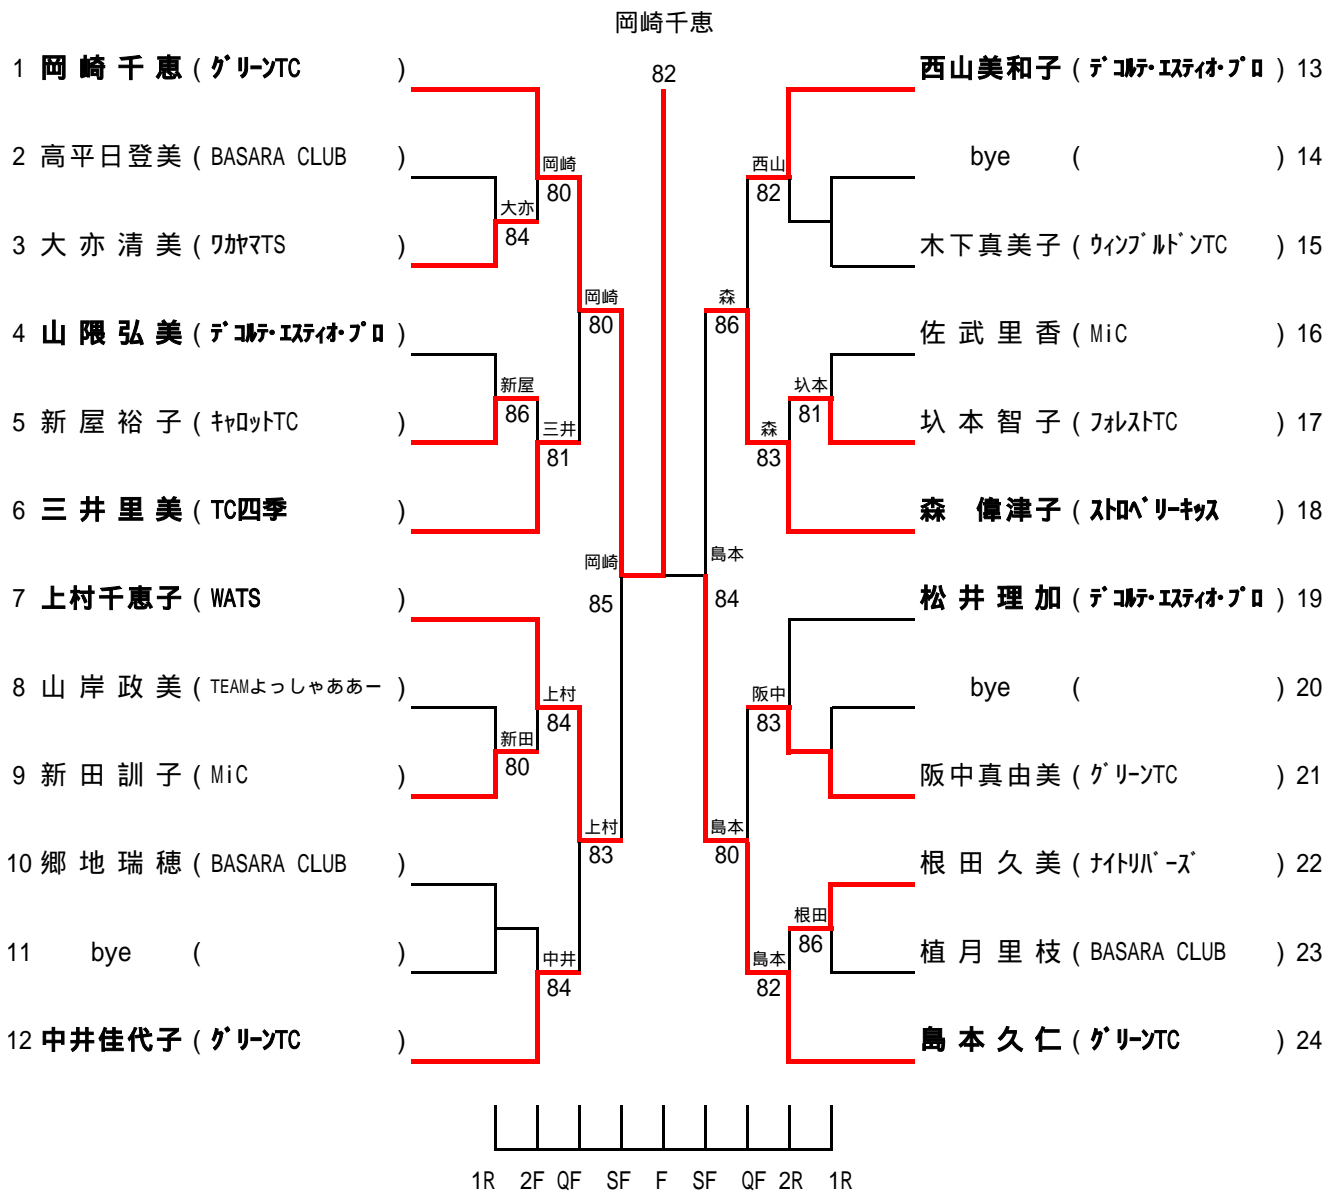 岡崎千恵
82
1 岡 崎 千 恵 ( グリーンTC )
2 高平日登美 ( BASARA CLUB )
3 大 亦 清 美 ( ワカヤマTS )
4 山 隈 弘 美 ( デコルテ・エスティオ・プロ )
5 新 屋 裕 子 ( キャロットTC )
6 三 井 里 美 ( TC四季 )
7 上村千恵子 ( WATS )
8 山 岸 政 美 ( TEAMよっしゃああー )
9 新 田 訓 子 ( MiC )
10 郷 地 瑞 穂 ( BASARA CLUB )
11 bye ( )
12 中井佳代子 ( グリーンTC )
大亦
84
新屋
86
新田
80
岡崎
80
三井
81
上村
84
中井
84
岡崎
80
上村
83
岡崎
85
島本
84
森
86
島本
80
西山
82
森
83
阪中
83
島本
82
圦本
81
根田
86
西山美和子 ( デコルテ・エスティオ・プロ ) 13
bye ( ) 14
木下真美子 ( ウィンブルドンTC ) 15
佐 武 里 香 ( MiC ) 16
圦 本 智 子 ( フォレストTC ) 17
森 偉津子 ( ストロベリーキッス ) 18
松 井 理 加 ( デコルテ・エスティオ・プロ ) 19
bye ( ) 20
阪中真由美 ( グリーンTC ) 21
根 田 久 美 ( ナイトリバーズ ) 22
植 月 里 枝 ( BASARA CLUB ) 23
島 本 久 仁 ( グリーンTC ) 24
1R 2F QF SF F SF QF 2R 1R